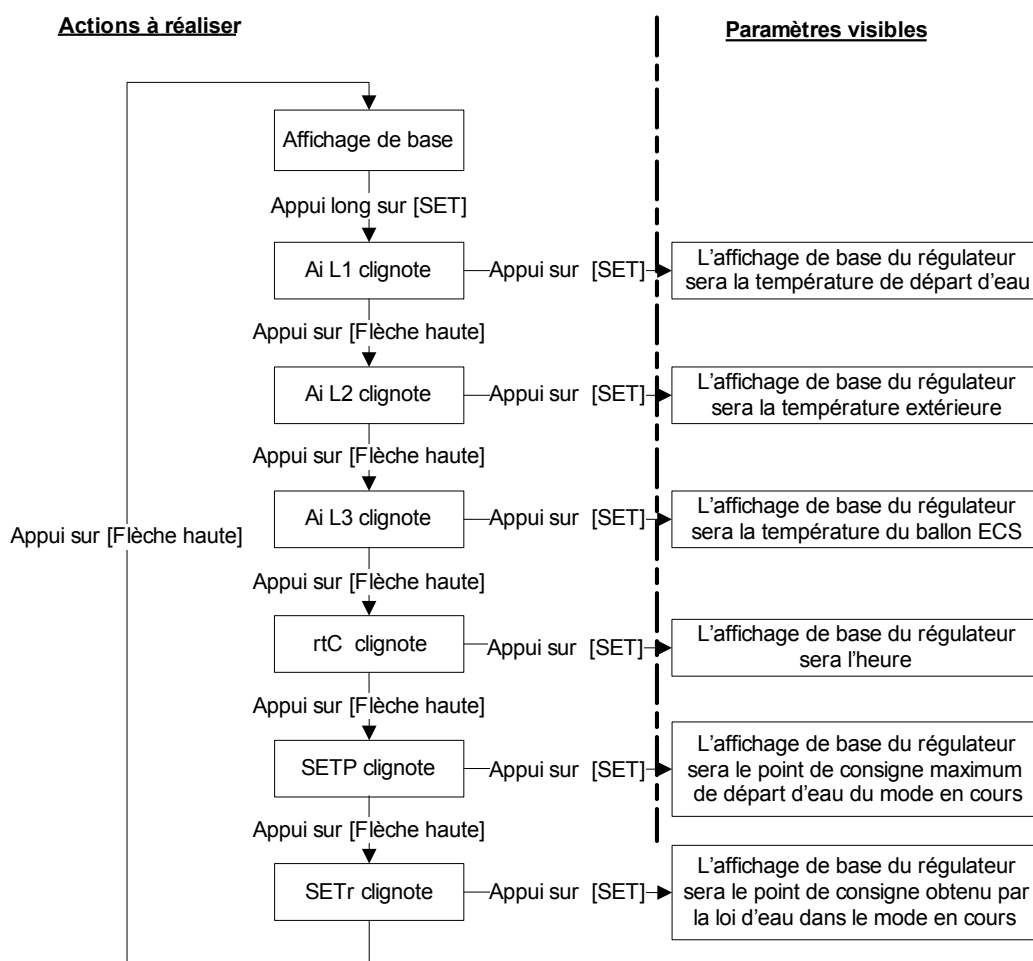 Actions à réaliser
Paramètres visibles
Affichage de base
Appui long sur [SET]
Ai L1 clignote
Appui sur [SET]
L'affichage de base du régulateur
sera la température de départ d'eau
Appui sur [Flèche haute]
Ai L2 clignote
Appui sur [SET]
L'affichage de base du régulateur
sera la température extérieure
Appui sur [Flèche haute]
Ai L3 clignote
Appui sur [SET]
L'affichage de base du régulateur
sera la température du ballon ECS
Appui sur [Flèche haute]
Appui sur [Flèche haute]
rtC clignote
Appui sur [SET]
L'affichage de base du régulateur
sera l'heure
Appui sur [Flèche haute]
SETP clignote
Appui sur [SET]
L'affichage de base du régulateur
sera le point de consigne maximum
de départ d'eau du mode en cours
Appui sur [Flèche haute]
SETr clignote
Appui sur [SET]
L'affichage de base du régulateur
sera le point de consigne obtenu par
la loi d'eau dans le mode en cours